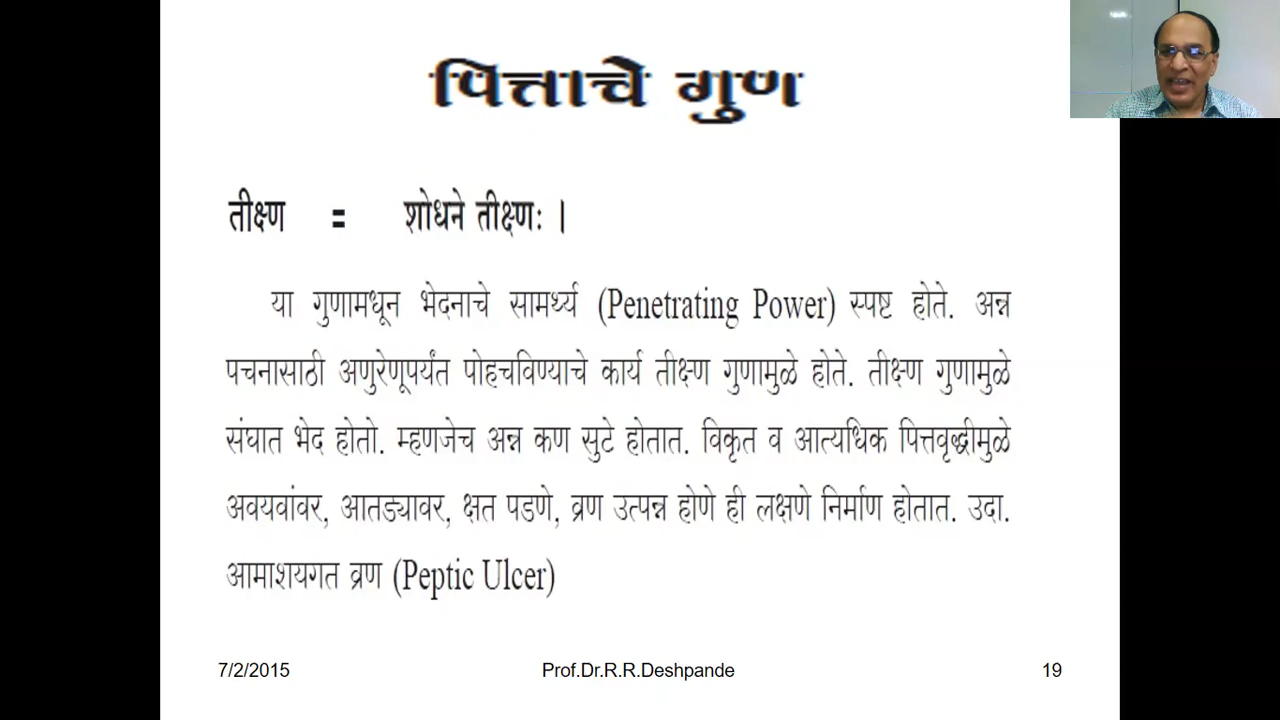 पित्ताचे गुण
तीक्ष्ण = शोधने तीक्ष्णः ।
या गुणामधून भेदनाचे सामर्थ्य (Penetrating Power) स्पष्ट होते. अन्न
पचनासाठी अणुरेणूपर्यंत पोहचविण्याचे कार्य तीक्ष्ण गुणामुळे होते. तीक्ष्ण गुणामुळे
संघात भेद होतो. म्हणजेच अन्न कण सुटे होतात. विकृत व आत्यधिक पित्तवृद्धीमुळे
अवयवांवर, आतड्यावर, क्षत पडणे, व्रण उत्पन्न होणे ही लक्षणे निर्माण होतात. उदा.
आमाशयगत व्रण (Peptic Ulcer)
7/2/2015 Prof.Dr.R.R.Deshpande 19